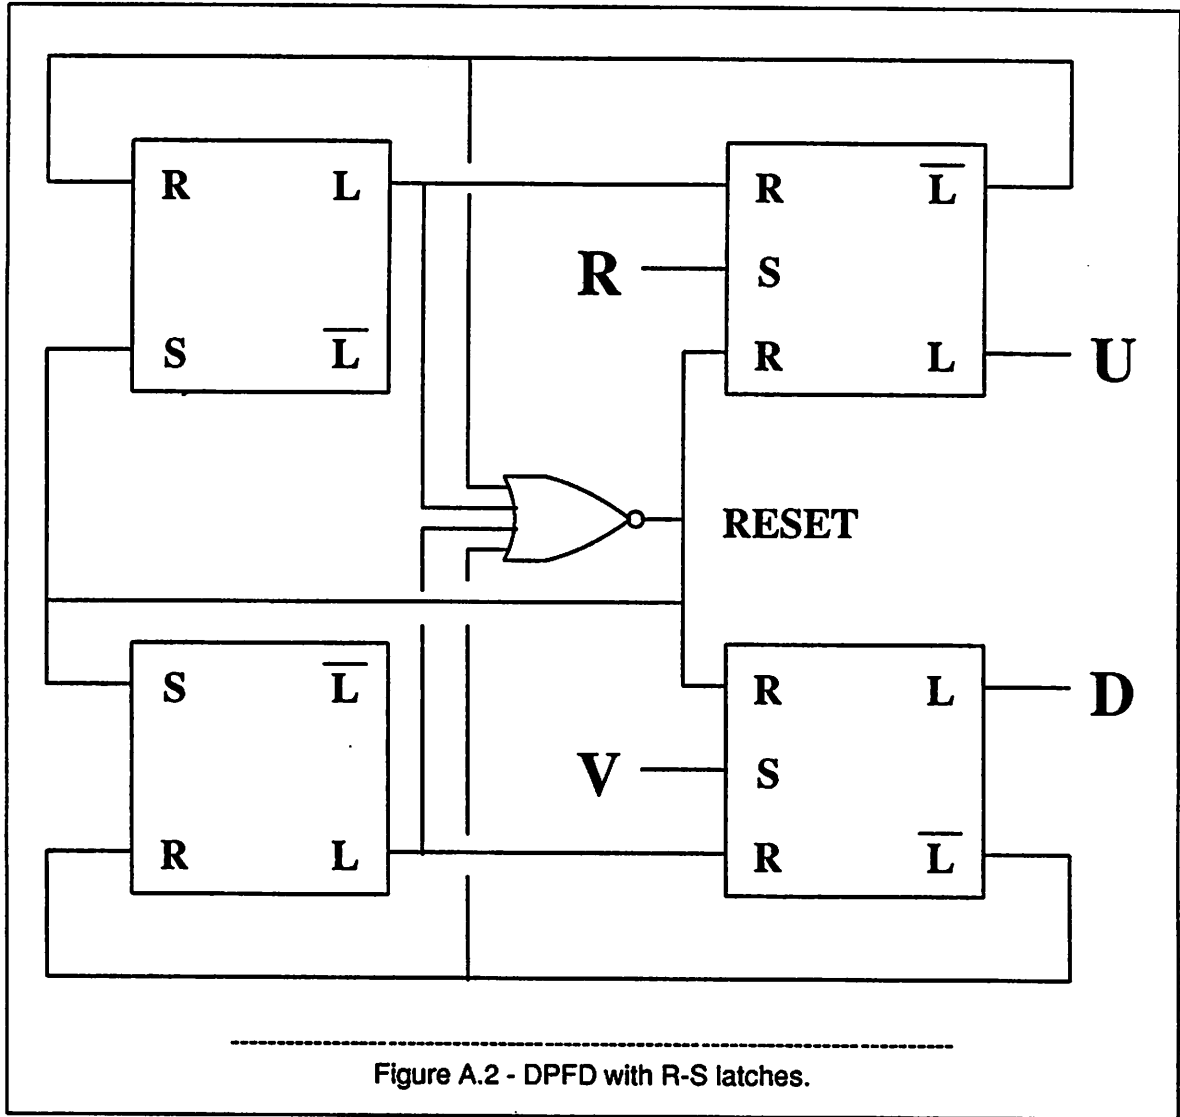 R L R L̅
R S
S L̅ R L U
RESET
S L̅ R L D
V S
R L R L̅
Figure A.2 - DPFD with R-S latches.